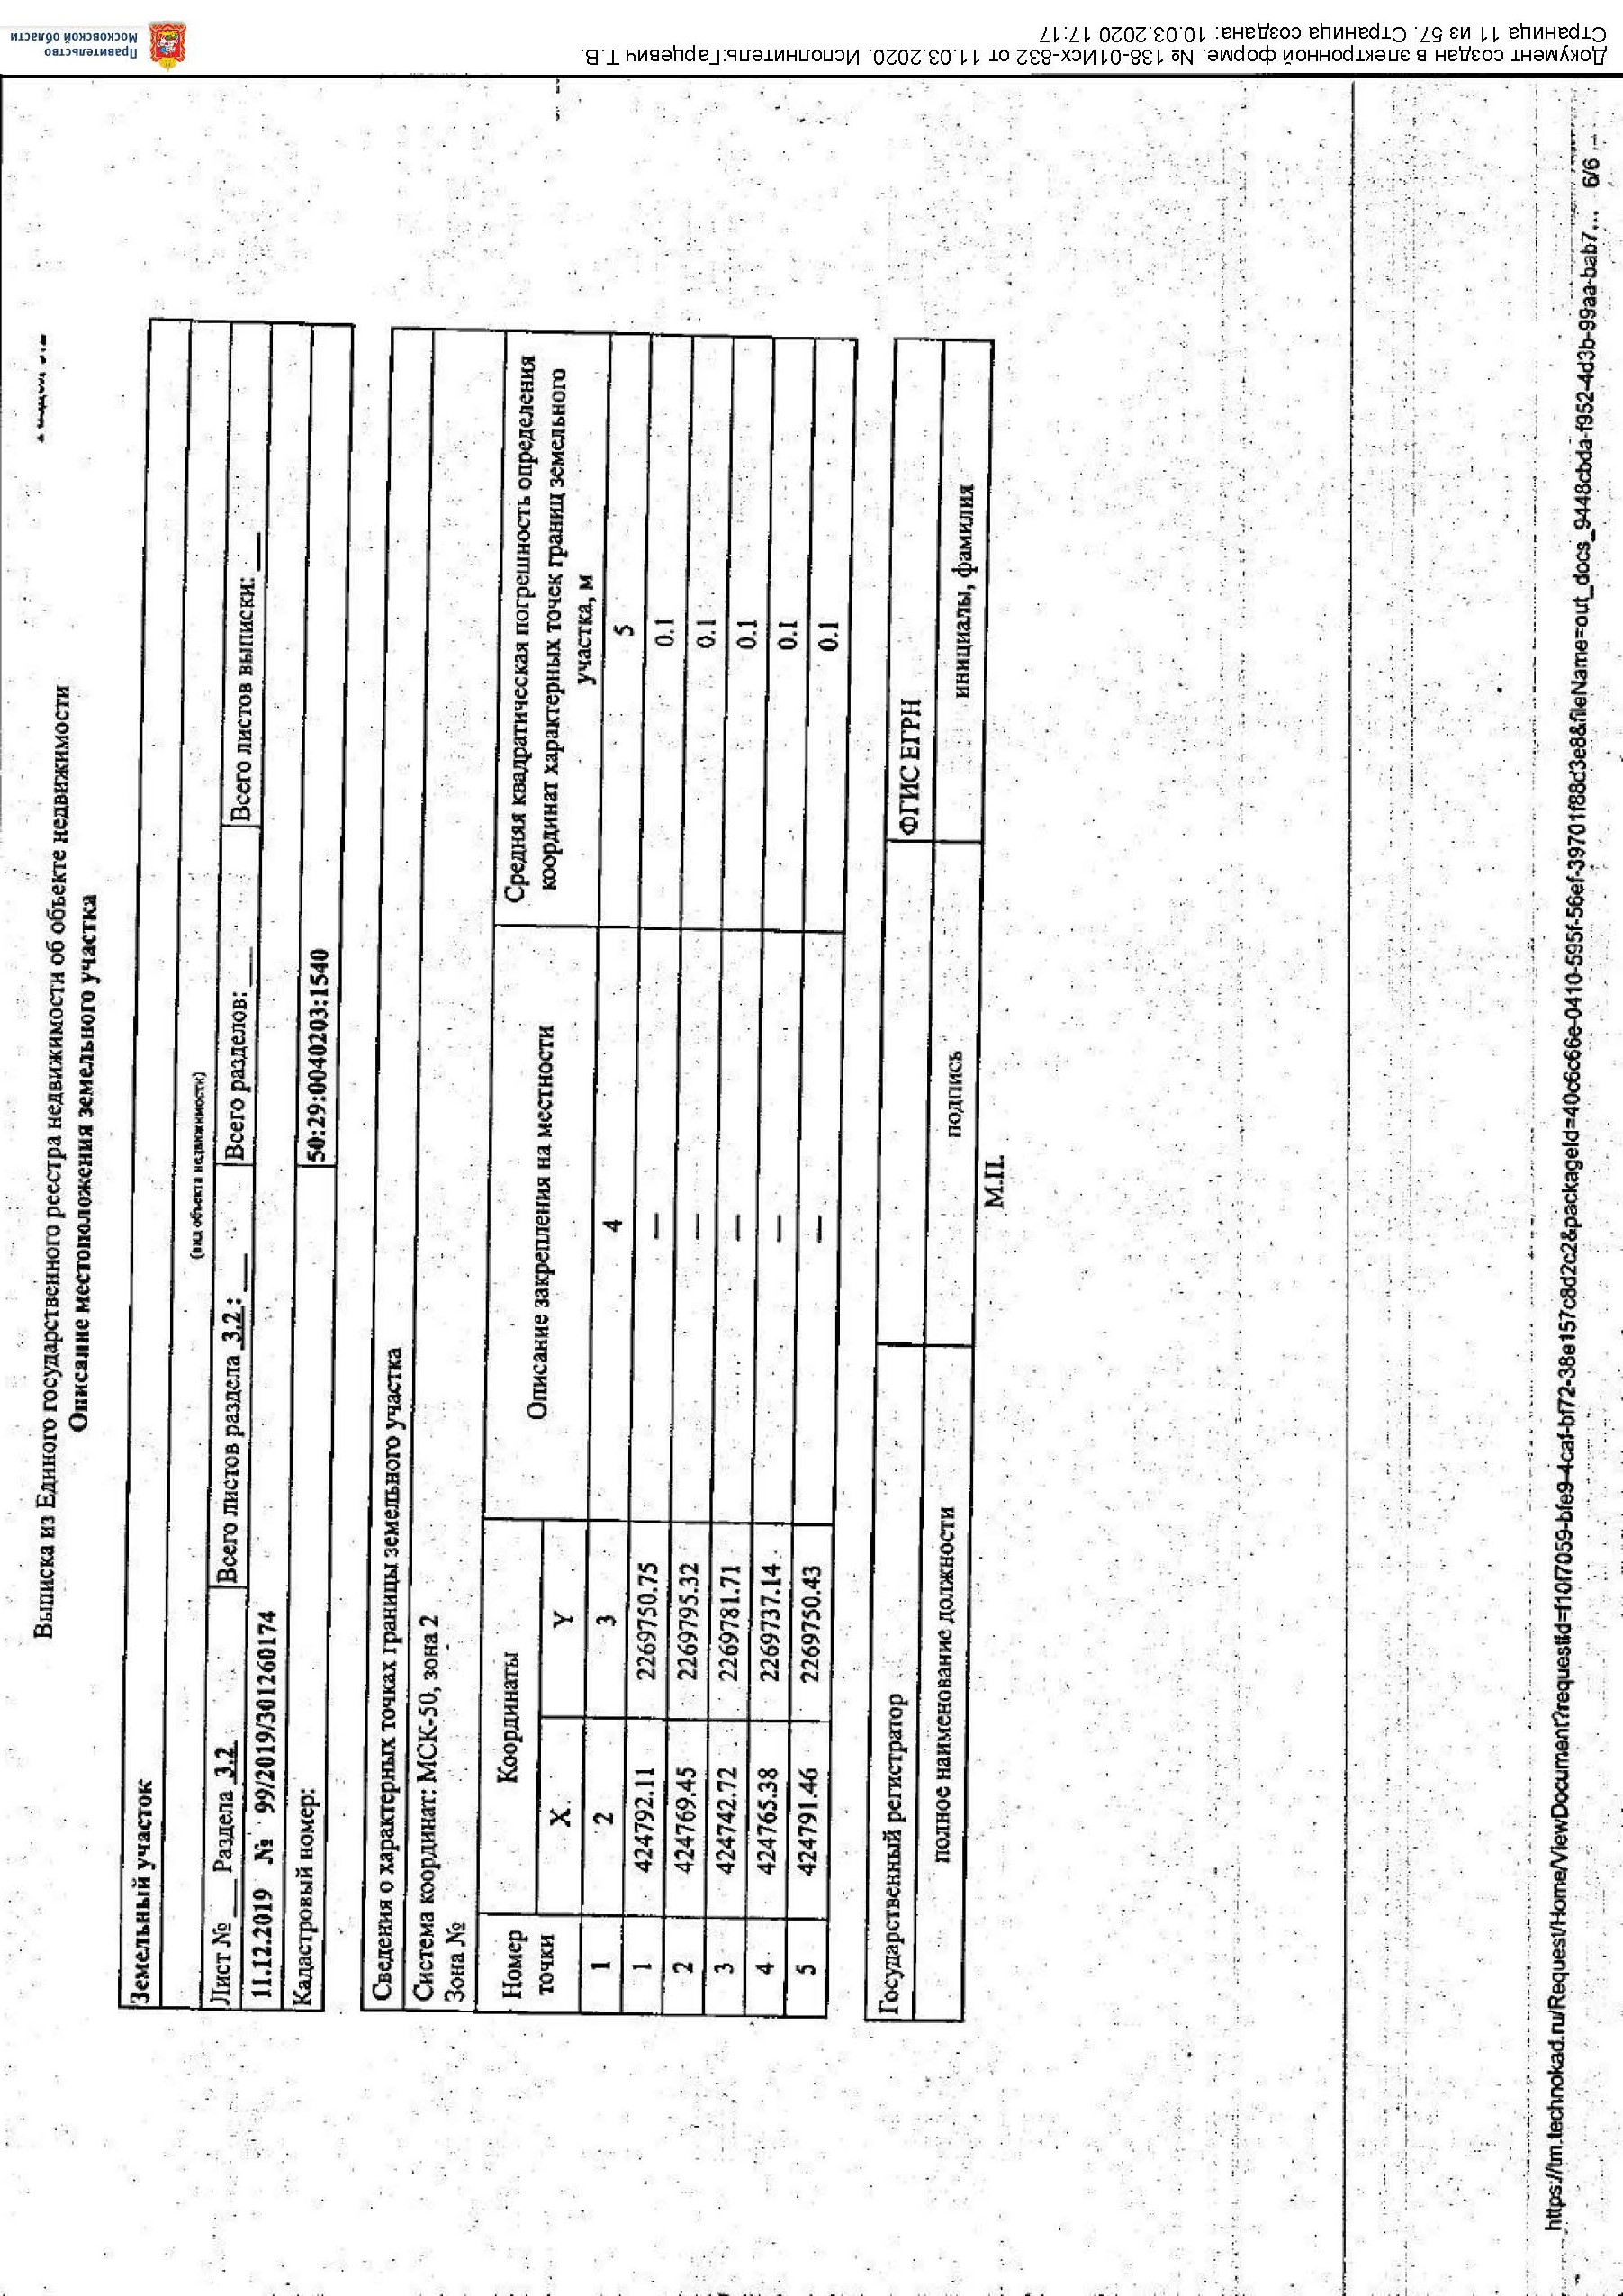 Выписка из Единого государственного реестра недвижимости об объекте недвижимости
Описание местоположения земельного участка
Земельный участок
(вид объекта недвижимости)
Лист № ___ Раздела 3.2 Всего листов раздела 3.2 : ___ Всего разделов: ___ Всего листов выписки: ___
11.12.2019 № 99/2019/301260174
Кадастровый номер: 50:29:0040203:1540
Сведения о характерных точках границы земельного участка
Система координат: МСК-50, зона 2
Зона №
Номер точки Координаты Описание закрепления на местности Средняя квадратическая погрешность определения
координат характерных точек границ земельного
участка, м
X Y
1 2 3 4 5
1 424792.11 2269750.75 — 0.1
2 424769.45 2269795.32 — 0.1
3 424742.72 2269781.71 — 0.1
4 424765.38 2269737.14 — 0.1
5 424791.46 2269750.43 — 0.1
Государственный регистратор ФГИС ЕГРН
полное наименование должности подпись инициалы, фамилия
М.П.
https://tm.technokad.ru/Request/Home/ViewDocument?requestId=f10f7059-bfe9-4caf-bf72-38e157c8d2c2&packageId=40c6c66e-0410-595f-56ef-39701f88d3e8&fileName=out_docs_9448cbda-f952-4d3b-99aa-bab7... 6/6
Документ создан в электронной форме. № 138-01Исх-832 от 11.03.2020. Исполнитель:Гарцевич Т.В.
Страница 11 из 57. Страница создана: 10.03.2020 17:17
Правительство
Московской области